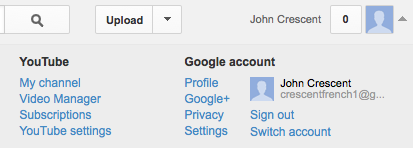 Upload
John Crescent
0
YouTube
My channel
Video Manager
Subscriptions
YouTube settings
Google account
Profile
Google+
Privacy
Settings
John Crescent
crescentfrench1@g...
Sign out
Switch account